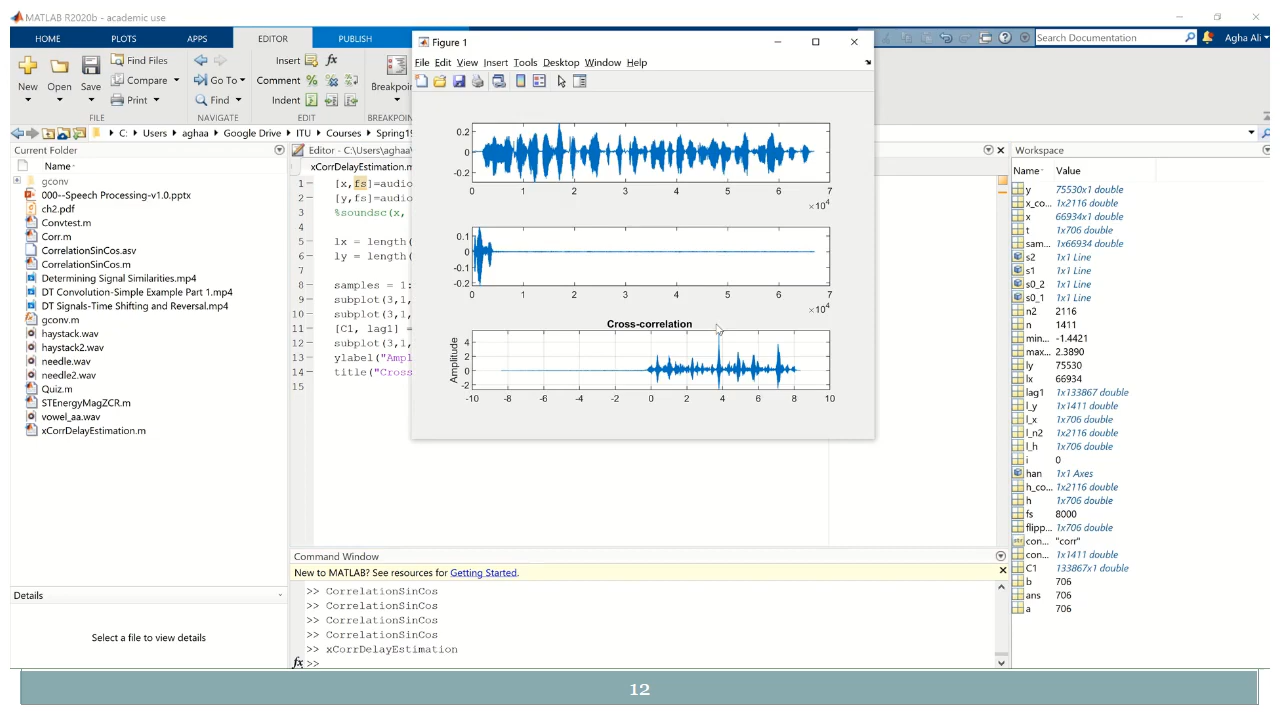 MATLAB R2020b - academic use
HOME PLOTS APPS EDITOR PUBLISH
Search Documentation
Agha Ali
New
Open
Save
Find Files
Compare
Print
Go To
Find
Insert
Comment
Indent
Breakpoin
FILE NAVIGATE EDIT BREAKPOIN
C: Users aghaa Google Drive ITU Courses Spring19
Current Folder
Name
gconv
000--Speech Processing-v1.0.pptx
ch2.pdf
Convtest.m
Corr.m
CorrelationSinCos.asv
CorrelationSinCos.m
Determining Signal Similarities.mp4
DT Convolution-Simple Example Part 1.mp4
DT Signals-Time Shifting and Reversal.mp4
gconv.m
haystack.wav
haystack2.wav
needle.wav
needle2.wav
Quiz.m
STEnergyMagZCR.m
vowel_aa.wav
xCorrDelayEstimation.m
Details
Select a file to view details
Editor - C:\Users\aghaa\
xCorrDelayEstimation.m
1 [x,fs]=audio
2 [y,fs]=audio
3 %soundsc(x,
4
5 lx = length(
6 ly = length(
7
8 samples = 1:
9 subplot(3,1,
10 subplot(3,1,
11 [C1, lag1] =
12 subplot(3,1,
13 ylabel("Ampl
14 title("Cross
15
Figure 1
File Edit View Insert Tools Desktop Window Help
0.2
0
-0.2
0 1 2 3 4 5 6 7
×10⁴
0.1
0
-0.1
-0.2
0 1 2 3 4 5 6 7
×10⁴
Cross-correlation
Amplitude
4
2
0
-2
-10 -8 -6 -4 -2 0 2 4 6 8 10
Command Window
New to MATLAB? See resources for Getting Started.
>> CorrelationSinCos
>> CorrelationSinCos
>> CorrelationSinCos
>> CorrelationSinCos
>> xCorrDelayEstimation
fx >>
Workspace
Name Value
y 75530x1 double
x_co... 1x2116 double
x 66934x1 double
t 1x706 double
sam... 1x66934 double
s2 1x1 Line
s1 1x1 Line
s0_2 1x1 Line
s0_1 1x1 Line
n2 2116
n 1411
min... -1.4421
max... 2.3890
ly 75530
lx 66934
lag1 1x133867 double
l_y 1x1411 double
l_x 1x706 double
l_n2 1x2116 double
l_h 1x706 double
i 0
han 1x1 Axes
h_co... 1x2116 double
h 1x706 double
fs 8000
flipp... 1x706 double
con... "corr"
con... 1x1411 double
C1 133867x1 double
b 706
ans 706
a 706
12